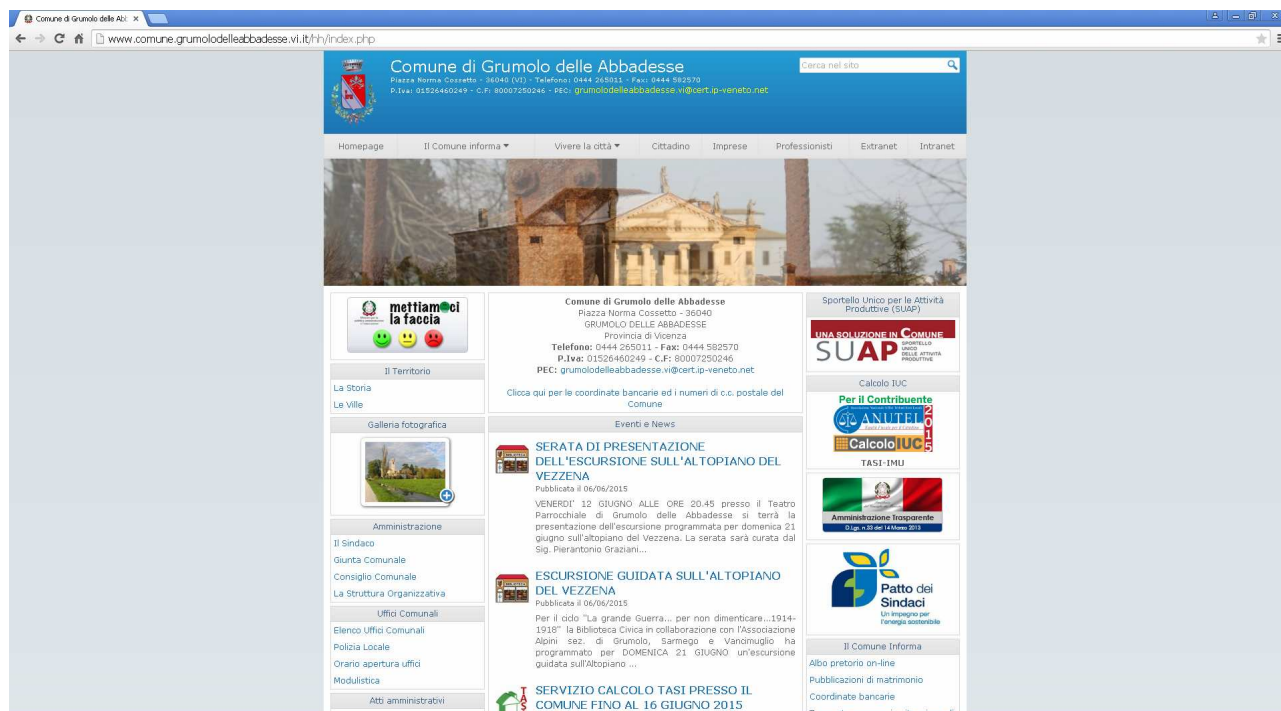 Comune di Grumolo delle Abl
www.comune.grumolodelleabbadesse.vi.it/hh/index.php
Comune di Grumolo delle Abbadesse
Piazza Norma Cossetto - 36040 (VI) - Telefono: 0444 265011 - Fax: 0444 582570
P.Iva: 01526460249 - C.F: 80007250246 - PEC: grumolodelleabbadesse.vi@cert.ip-veneto.net
Cerca nel sito
Homepage Il Comune informa Vivere la città Cittadino Imprese Professionisti Extranet Intranet
mettiamoci
la faccia
Il Territorio
La Storia
Le Ville
Galleria fotografica
Amministrazione
Il Sindaco
Giunta Comunale
Consiglio Comunale
La Struttura Organizzativa
Uffici Comunali
Elenco Uffici Comunali
Polizia Locale
Orario apertura uffici
Modulistica
Atti amministrativi
Comune di Grumolo delle Abbadesse
Piazza Norma Cossetto - 36040
GRUMOLO DELLE ABBADESSE
Provincia di Vicenza
Telefono: 0444 265011 - Fax: 0444 582570
P.Iva: 01526460249 - C.F: 80007250246
PEC: grumolodelleabbadesse.vi@cert.ip-veneto.net
Clicca qui per le coordinate bancarie ed i numeri di c.c. postale del
Comune
Eventi e News
BIBLIOTECA
SERATA DI PRESENTAZIONE
DELL'ESCURSIONE SULL'ALTOPIANO DEL
VEZZENA
Pubblicata il 06/06/2015
VENERDI' 12 GIUGNO ALLE ORE 20.45 presso il Teatro
Parrocchiale di Grumolo delle Abbadesse si terrà la
presentazione dell'escursione programmata per domenica 21
giugno sull'altopiano del Vezzena. La serata sarà curata dal
Sig. Pierantonio Graziani...
BIBLIOTECA
ESCURSIONE GUIDATA SULL'ALTOPIANO
DEL VEZZENA
Pubblicata il 06/06/2015
Per il ciclo "La grande Guerra... per non dimenticare...1914-
1918" la Biblioteca Civica in collaborazione con l'Associazione
Alpini sez. di Grumolo, Sarmego e Vancimuglio ha
programmato per DOMENICA 21 GIUGNO un'escursione
guidata sull'Altopiano ...
TAS
SERVIZIO CALCOLO TASI PRESSO IL
COMUNE FINO AL 16 GIUGNO 2015
Sportello Unico per le Attività
Produttive (SUAP)
UNA SOLUZIONE IN COMUNE
SUAP SPORTELLO
UNICO
DELLE ATTIVITÀ
PRODUTTIVE
Calcolo IUC
Per il Contribuente
ANUTEL
Calcolo IUC
2015
TASI-IMU
Amministrazione Trasparente
D.Lgs. n.33 del 14 Marzo 2013
Patto dei
Sindaci
Un impegno per
l'energia sostenibile
Il Comune Informa
Albo pretorio on-line
Pubblicazioni di matrimonio
Coordinate bancarie